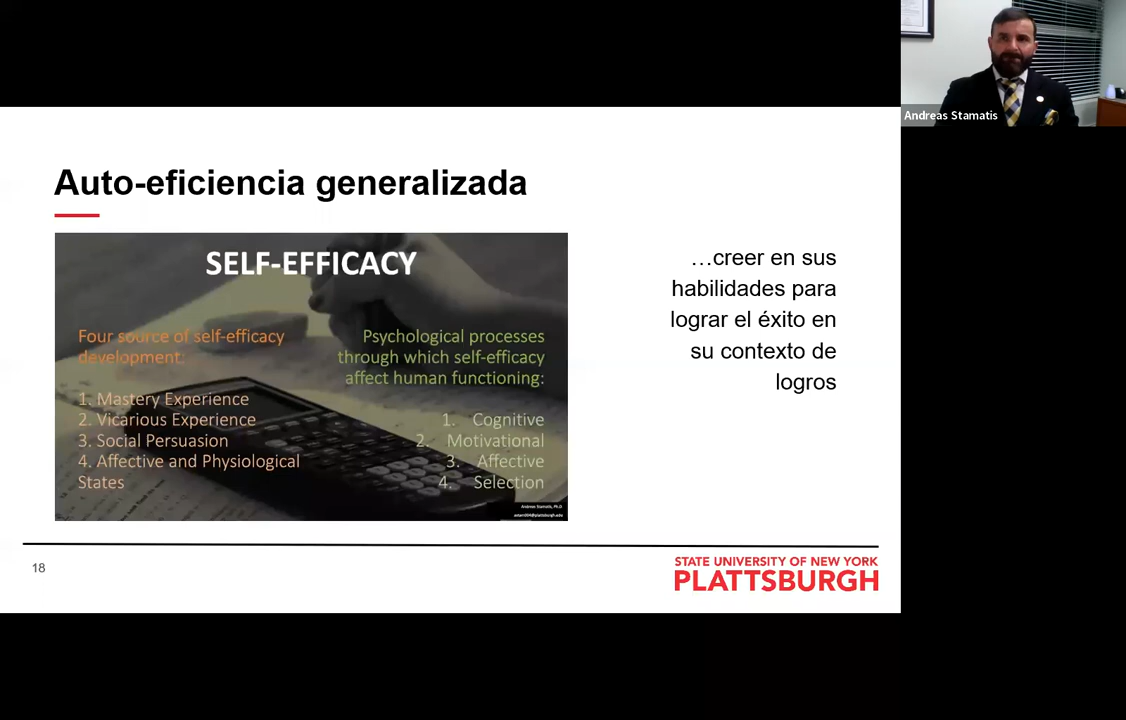 Andreas Stamatis
Auto-eficiencia generalizada
SELF-EFFICACY
Four source of self-efficacy
development:
1. Mastery Experience
2. Vicarious Experience
3. Social Persuasion
4. Affective and Physiological
States
Psychological processes
through which self-efficacy
affect human functioning:
1. Cognitive
2. Motivational
3. Affective
4. Selection
Andreas Stamatis, Ph.D.
…creer en sus
habilidades para
lograr el éxito en
su contexto de
logros
18
STATE UNIVERSITY OF NEW YORK
PLATTSBURGH